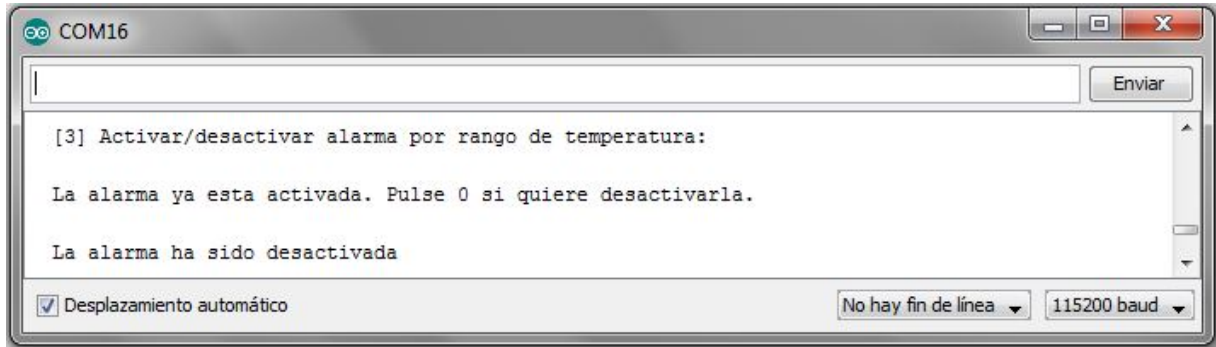 COM16
Enviar
[3] Activar/desactivar alarma por rango de temperatura:
La alarma ya esta activada. Pulse 0 si quiere desactivarla.
La alarma ha sido desactivada
Desplazamiento automático
No hay fin de línea
115200 baud